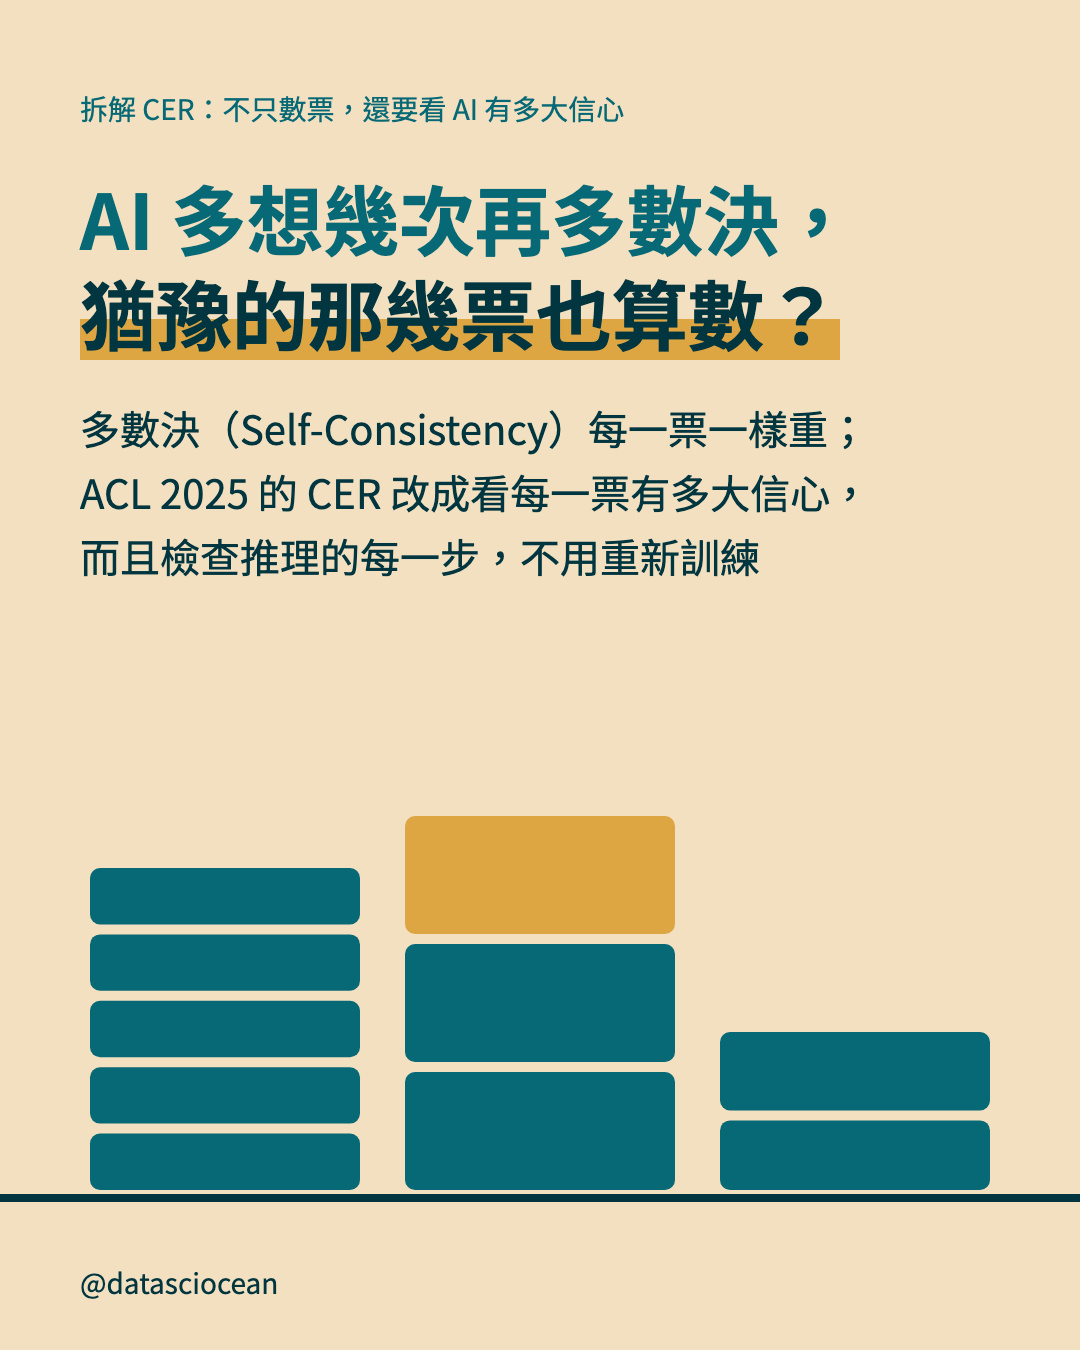 拆解 CER：不只數票，還要看 AI 有多大信心
AI 多想幾次再多數決，
猶豫的那幾票也算數？
多數決（Self-Consistency）每一票一樣重；
ACL 2025 的 CER 改成看每一票有多大信心，
而且檢查推理的每一步，不用重新訓練
@datasciocean